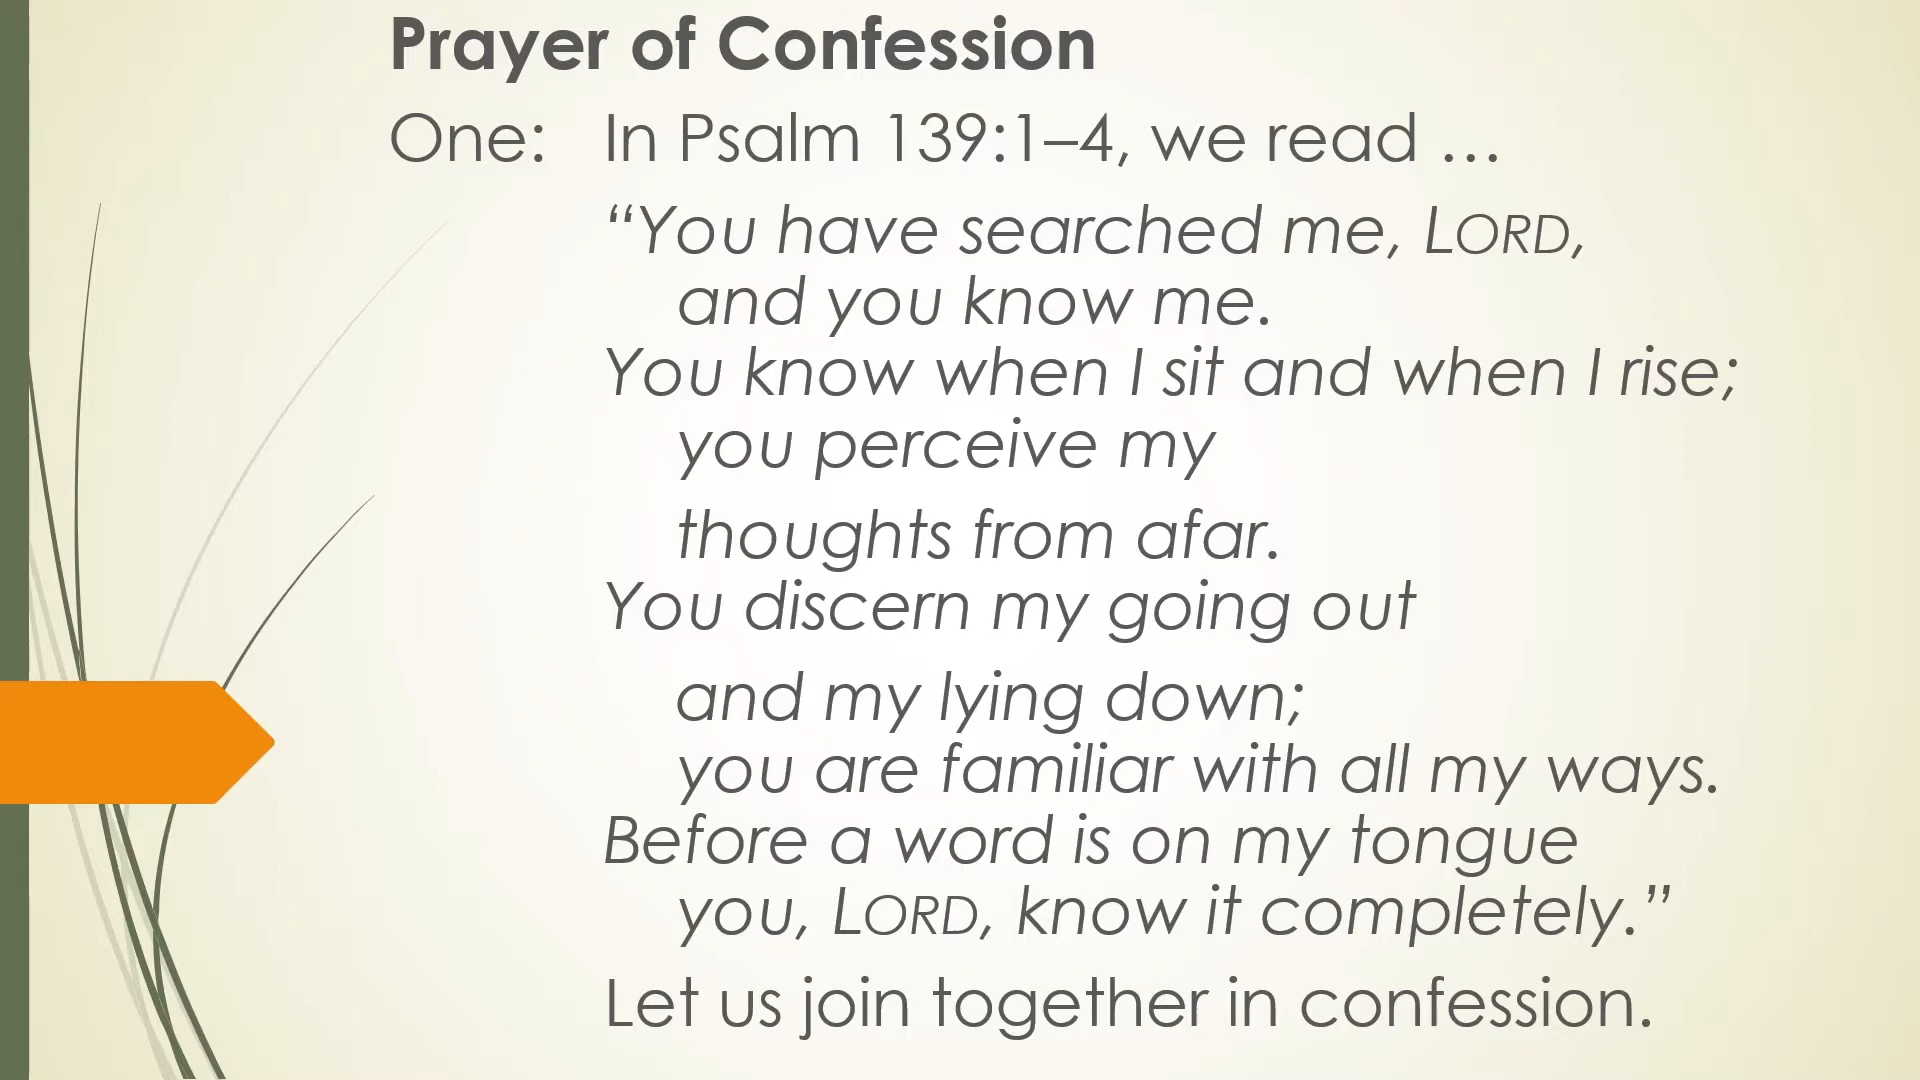 Prayer of Confession
One: In Psalm 139:1–4, we read …
“You have searched me, LORD,
and you know me.
You know when I sit and when I rise;
you perceive my
thoughts from afar.
You discern my going out
and my lying down;
you are familiar with all my ways.
Before a word is on my tongue
you, LORD, know it completely.”
Let us join together in confession.